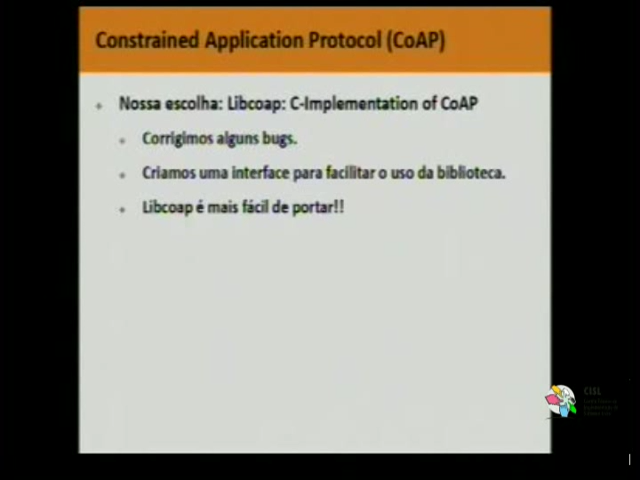 Constrained Application Protocol (CoAP)
Nossa escolha: Libcoap: C-Implementation of CoAP
Corrigimos alguns bugs.
Criamos uma interface para facilitar o uso da biblioteca.
Libcoap é mais fácil de portar!!
CISL